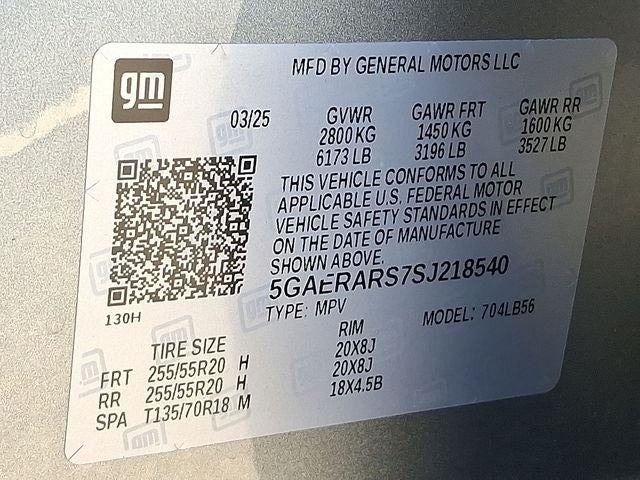 gm
MFD BY GENERAL MOTORS LLC
03/25 GVWR GAWR FRT GAWR RR
2800 KG 1450 KG 1600 KG
6173 LB 3196 LB 3527 LB
THIS VEHICLE CONFORMS TO ALL
APPLICABLE U.S. FEDERAL MOTOR
VEHICLE SAFETY STANDARDS IN EFFECT
ON THE DATE OF MANUFACTURE
SHOWN ABOVE.
5GAERARS7SJ218540
130H
TYPE: MPV MODEL: 704LB56
TIRE SIZE RIM
FRT 255/55R20 H 20X8J
RR 255/55R20 H 20X8J
SPA T135/70R18 M 18X4.5B